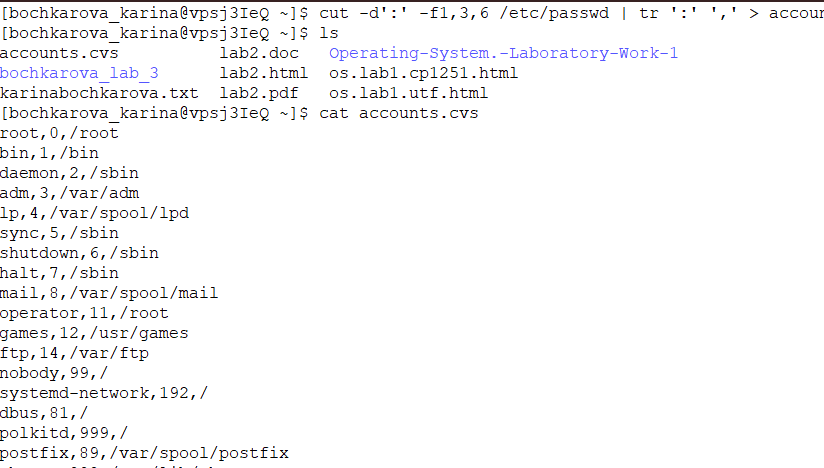 [bochkarova_karina@vpsj3IeQ ~]$ cut -d':' -f1,3,6 /etc/passwd | tr ':' ',' > accoun
[bochkarova_karina@vpsj3IeQ ~]$ ls
accounts.cvs lab2.doc Operating-System.-Laboratory-Work-1
bochkarova_lab_3 lab2.html os.lab1.cp1251.html
karinabochkarova.txt lab2.pdf os.lab1.utf.html
[bochkarova_karina@vpsj3IeQ ~]$ cat accounts.cvs
root,0,/root
bin,1,/bin
daemon,2,/sbin
adm,3,/var/adm
lp,4,/var/spool/lpd
sync,5,/sbin
shutdown,6,/sbin
halt,7,/sbin
mail,8,/var/spool/mail
operator,11,/root
games,12,/usr/games
ftp,14,/var/ftp
nobody,99,/
systemd-network,192,/
dbus,81,/
polkitd,999,/
postfix,89,/var/spool/postfix